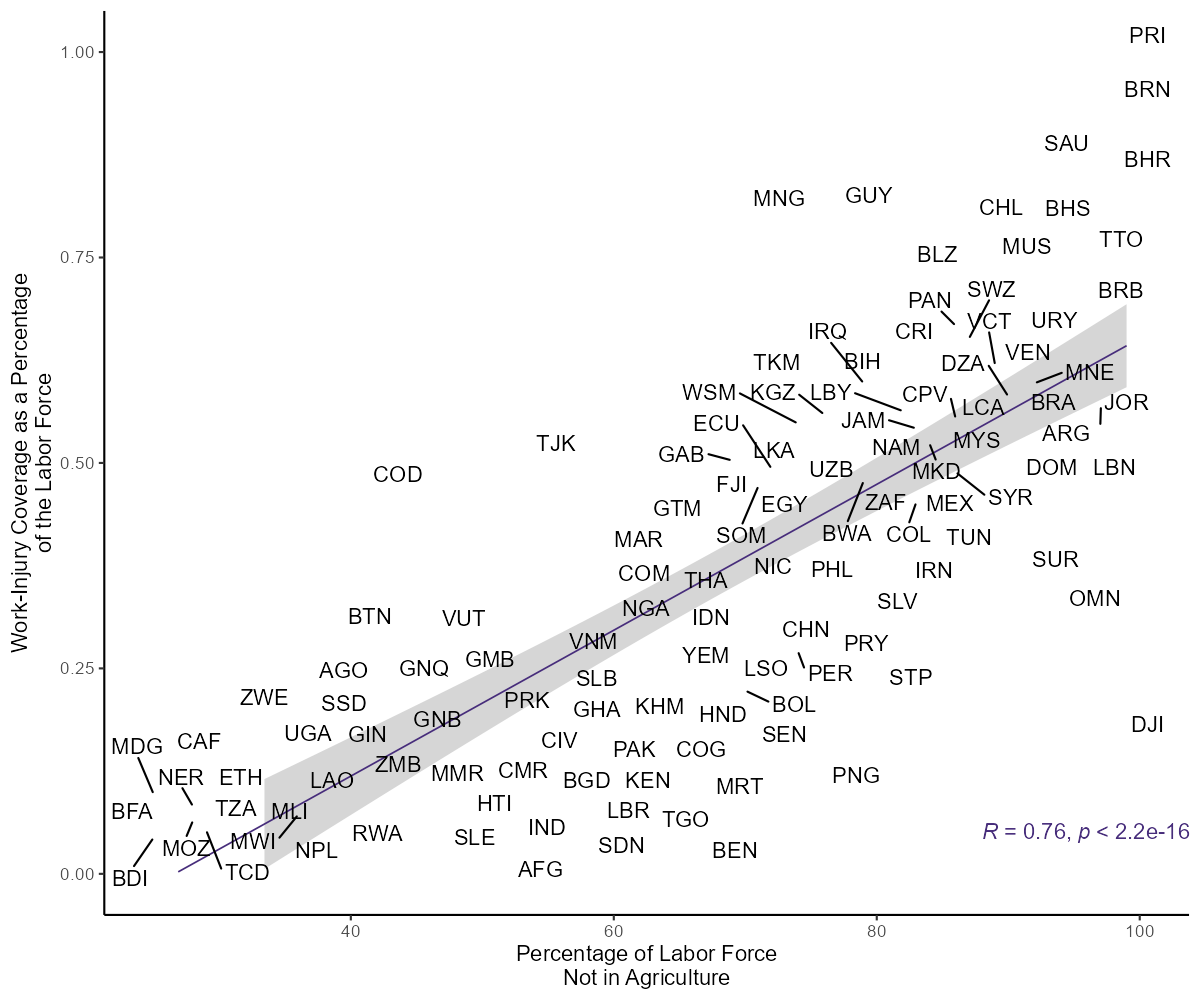 PRI
1.00
BRN
SAU
BHR
MNG
GUY
CHL
BHS
TTO
MUS
BLZ
0.75
SWZ
BRB
PAN
VCT
URY
IRQ
CRI
VEN
TKM
BIH
DZA
MNE
WSM
KGZ
LBY
CPV
LCA
BRA
JOR
ECU
JAM
ARG
TJK
LKA
NAM
MYS
GAB
0.50
COD
UZB
MKD
DOM
LBN
FJI
SYR
GTM
EGY
ZAF
MEX
MAR
SOM
BWA
COL
TUN
COM
THA
NIC
PHL
IRN
SUR
NGA
SLV
OMN
BTN
VUT
IDN
VNM
CHN
PRY
GMB
YEM
0.25
AGO
GNQ
SLB
LSO
PER
STP
ZWE
SSD
PRK
GHA
KHM
HND
BOL
UGA
GIN
GNB
CIV
SEN
DJI
MDG
CAF
PAK
COG
NER
ETH
LAO
ZMB
MMR
CMR
BGD
KEN
MRT
PNG
BFA
TZA
MLI
HTI
LBR
TGO
MOZ
MWI
NPL
RWA
SLE
IND
SDN
BEN
R = 0.76, p < 2.2e-16
BDI
TCD
AFG
0.00
40
60
80
100
Percentage of Labor Force
Not in Agriculture
Work-Injury Coverage as a Percentage
of the Labor Force